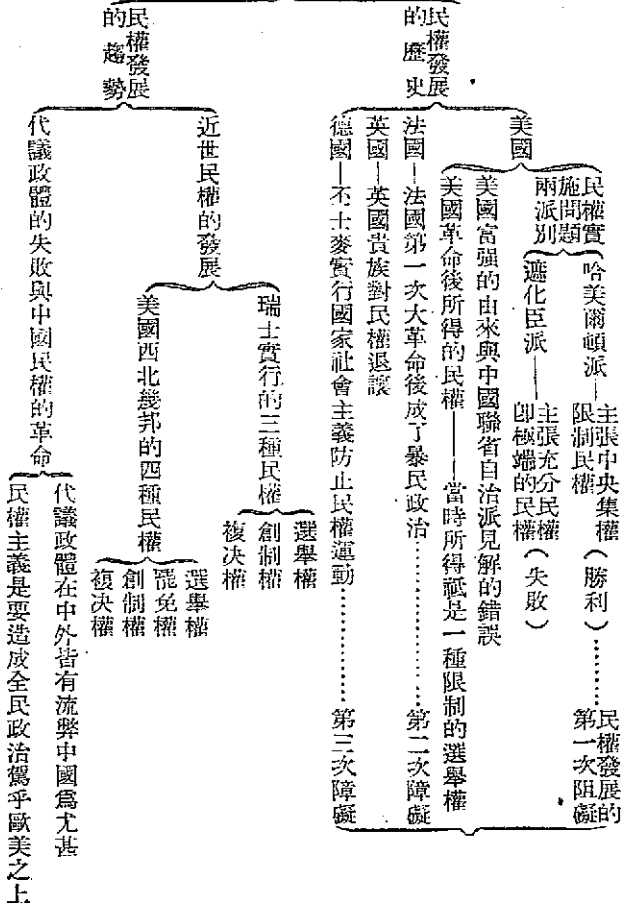 民權發展
的歷史
美國
民權實
施問題
兩派別
哈美爾頓派—
主張中央集權
限制民權
(勝利)…………
民權發展的
第一次阻礙
遜化臣派——
主張充分民權
卽極端的民權
(失敗)
美國富强的由來與中國聯省自治派見解的錯誤
美國革命後所得的民權——當時所得祗是一種限制的選舉權
法國—法國第一次大革命後成了暴民政治…………………第二次障礙
英國—英國貴族對民權退讓
德國—丕士麥實行國家社會主義防止民權運動…………第三次障礙
民權發展
的趨勢
近世民權的發展
瑞士實行的三種民權
選舉權
創制權
複决權
美國西北幾邦的四種民權
選舉權
罷免權
創制權
複决權
代議政體的失敗與中國民權的革命
代議政體在中外皆有流弊中國爲尤甚
民權主義是要造成全民政治駕乎歐美之上